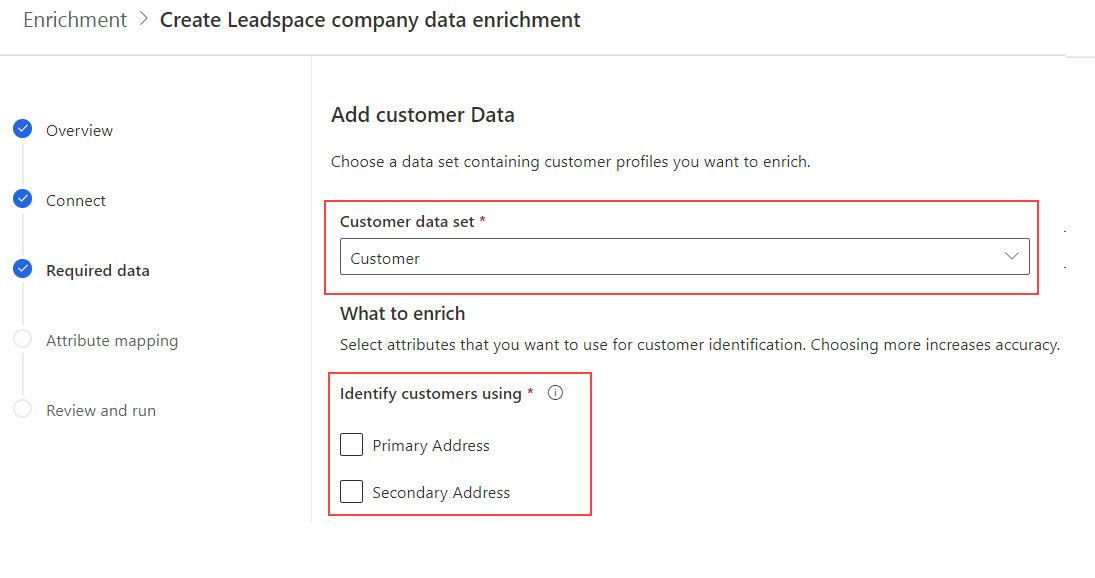 Enrichment > Create Leadspace company data enrichment
Overview
Connect
Required data
Attribute mapping
Review and run
Add customer Data
Choose a data set containing customer profiles you want to enrich.
Customer data set *
Customer
What to enrich
Select attributes that you want to use for customer identification. Choosing more increases accuracy.
Identify customers using *
Primary Address
Secondary Address